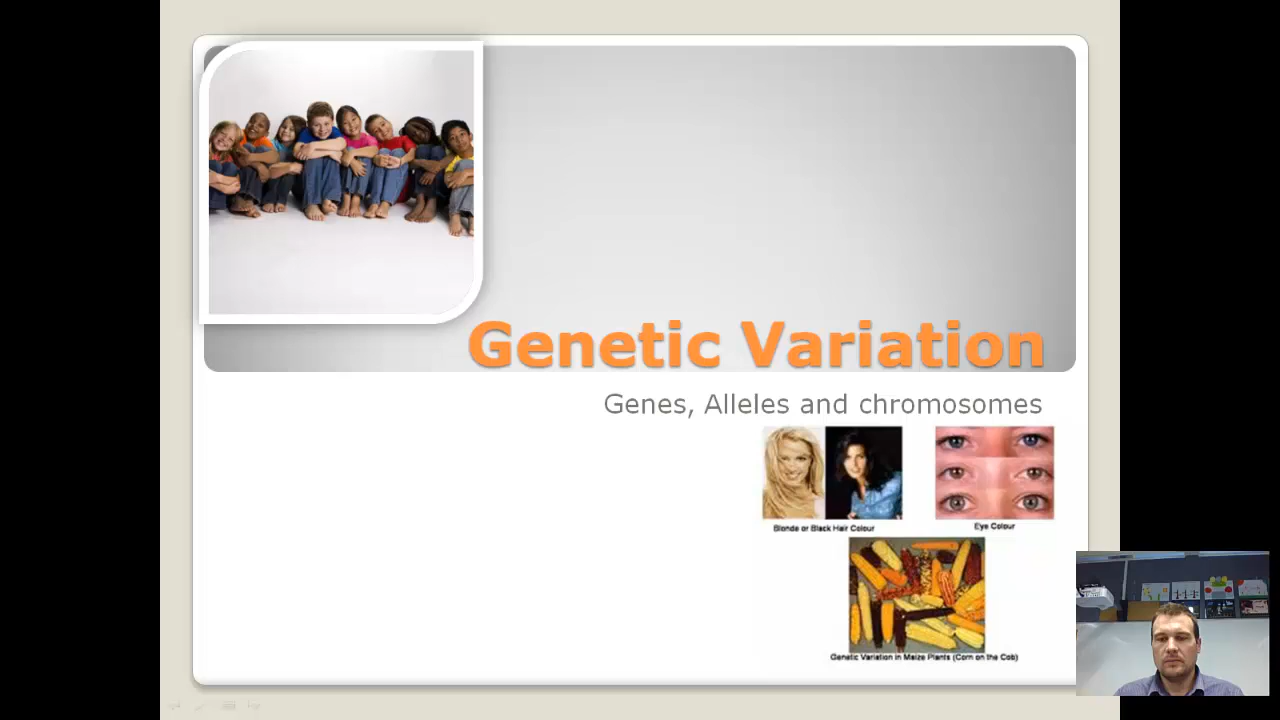 Genetic Variation
Genes, Alleles and chromosomes
Blonde or Black Hair Colour
Eye Colour
Genetic Variation in Maize Plants (Corn on the Cob)